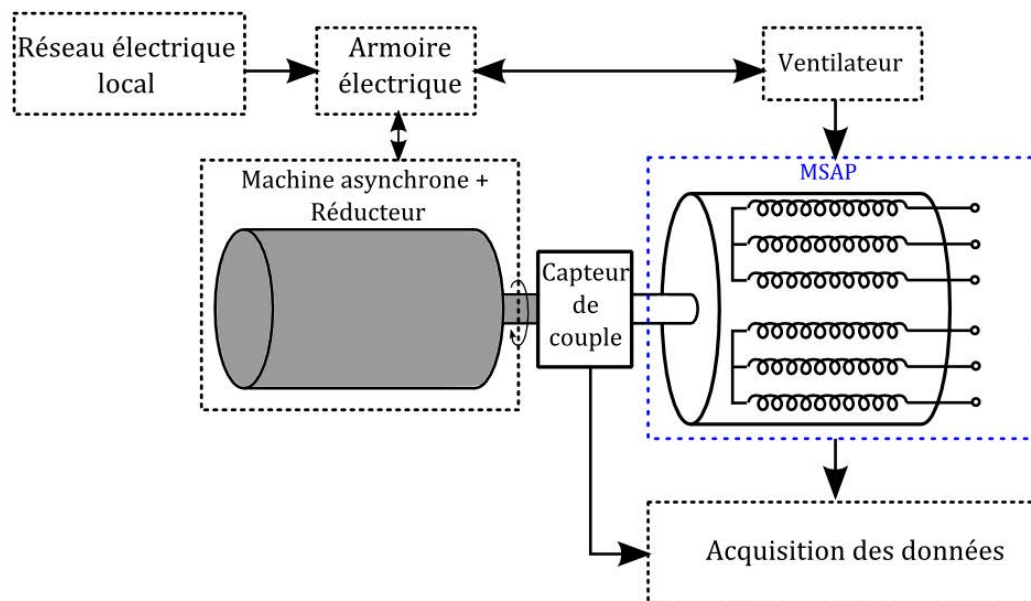 Réseau électrique
local
Armoire
électrique
Ventilateur
Machine asynchrone +
Réducteur
MSAP
Capteur
de
couple
Acquisition des données